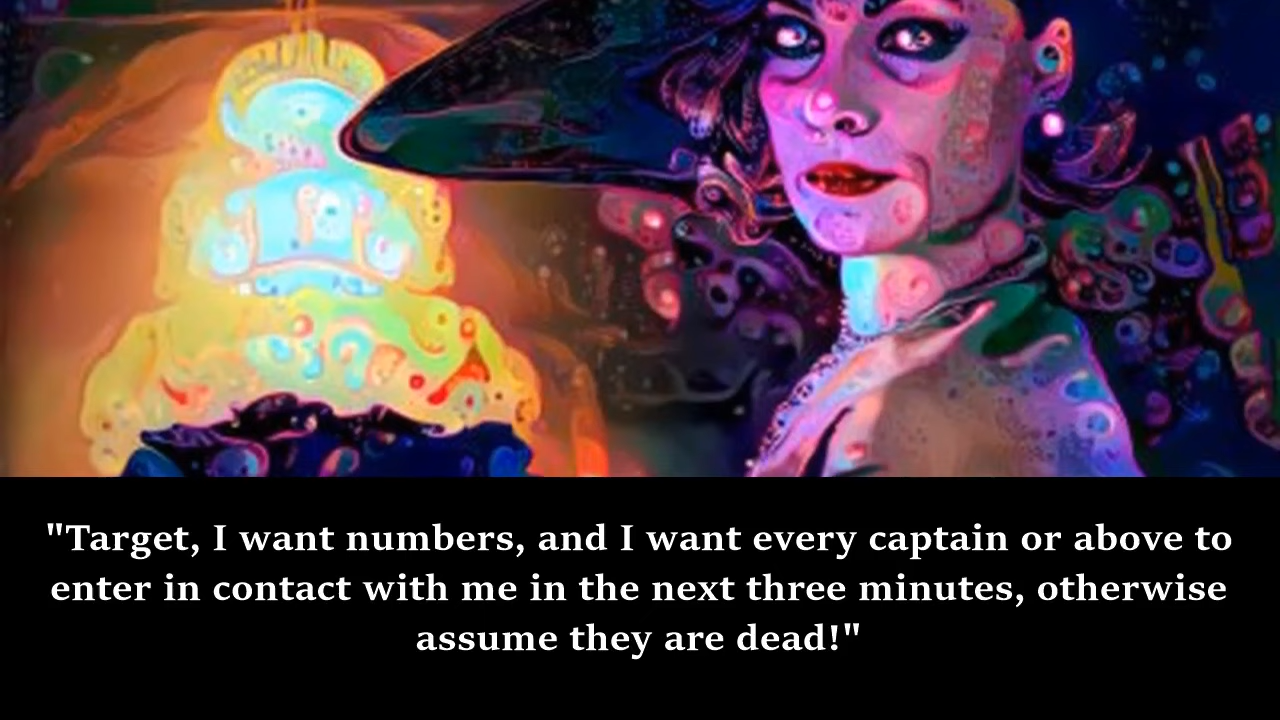 "Target, I want numbers, and I want every captain or above to
enter in contact with me in the next three minutes, otherwise
assume they are dead!"